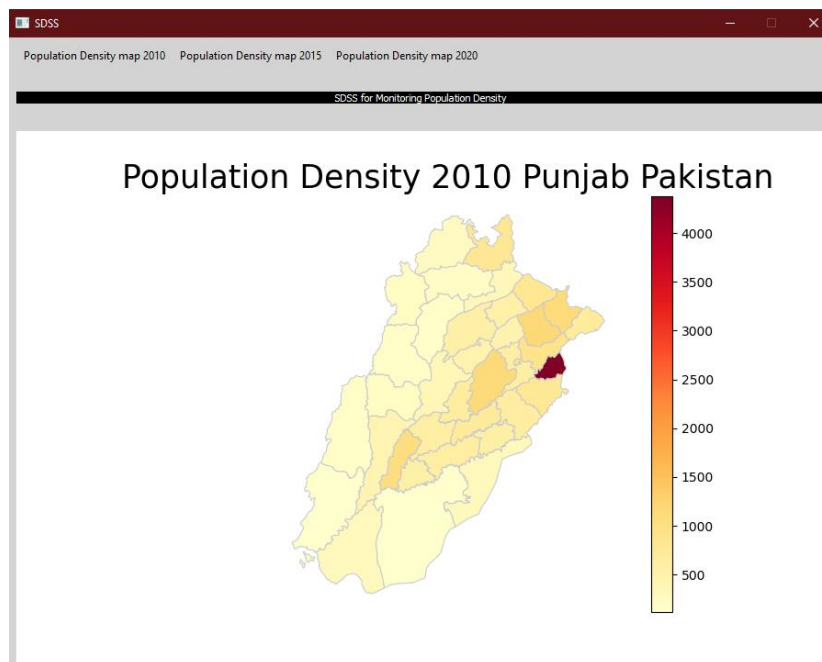 SDSS
Population Density map 2010 Population Density map 2015 Population Density map 2020
SDSS for Monitoring Population Density
Population Density 2010 Punjab Pakistan
4000
3500
3000
2500
2000
1500
1000
500